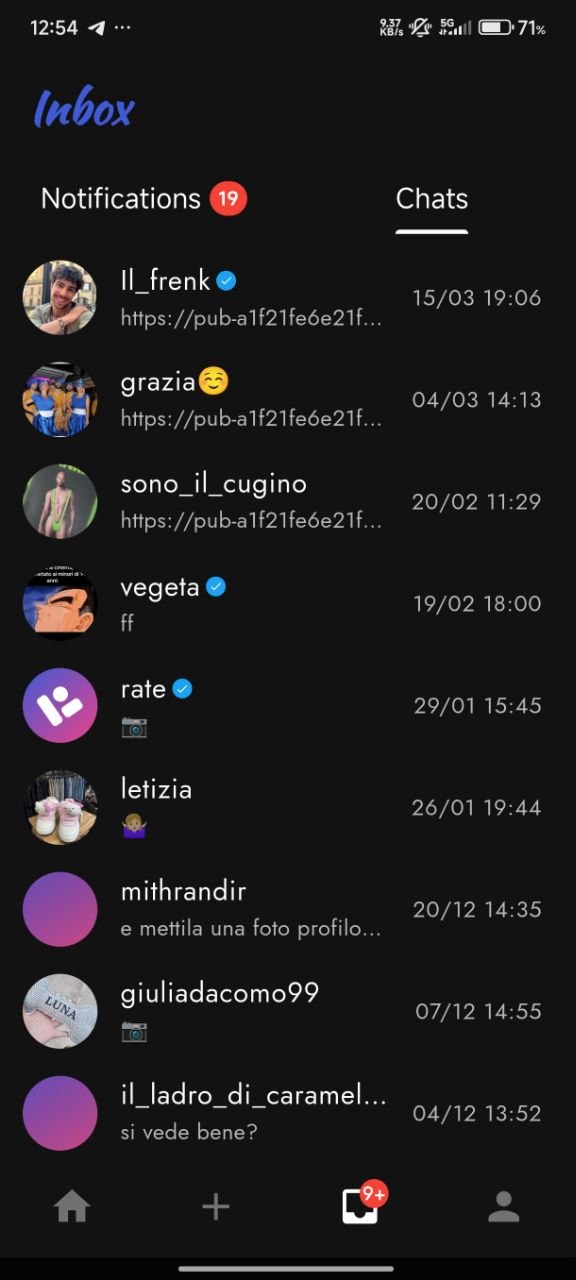 12:54
9.37
KB/s
5G
71%
Inbox
Notifications 19
Chats
Il_frenk
https://pub-a1f21fe6e21f...
15/03 19:06
grazia☺️
https://pub-a1f21fe6e21f...
04/03 14:13
sono_il_cugino
https://pub-a1f21fe6e21f...
20/02 11:29
vegeta
ff
19/02 18:00
rate
📷
29/01 15:45
letizia
🤷🏼‍♀️
26/01 19:44
mithrandir
e mettila una foto profilo...
20/12 14:35
LUNA
giuliadacomo99
📷
07/12 14:55
il_ladro_di_caramel...
si vede bene?
04/12 13:52
9+